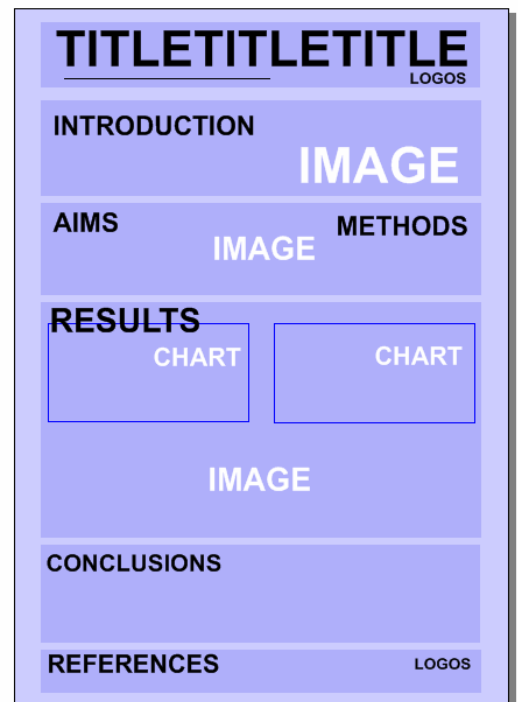 TITLETITLETITLE
LOGOS
INTRODUCTION
IMAGE
AIMS
IMAGE
METHODS
RESULTS
CHART
CHART
IMAGE
CONCLUSIONS
REFERENCES
LOGOS